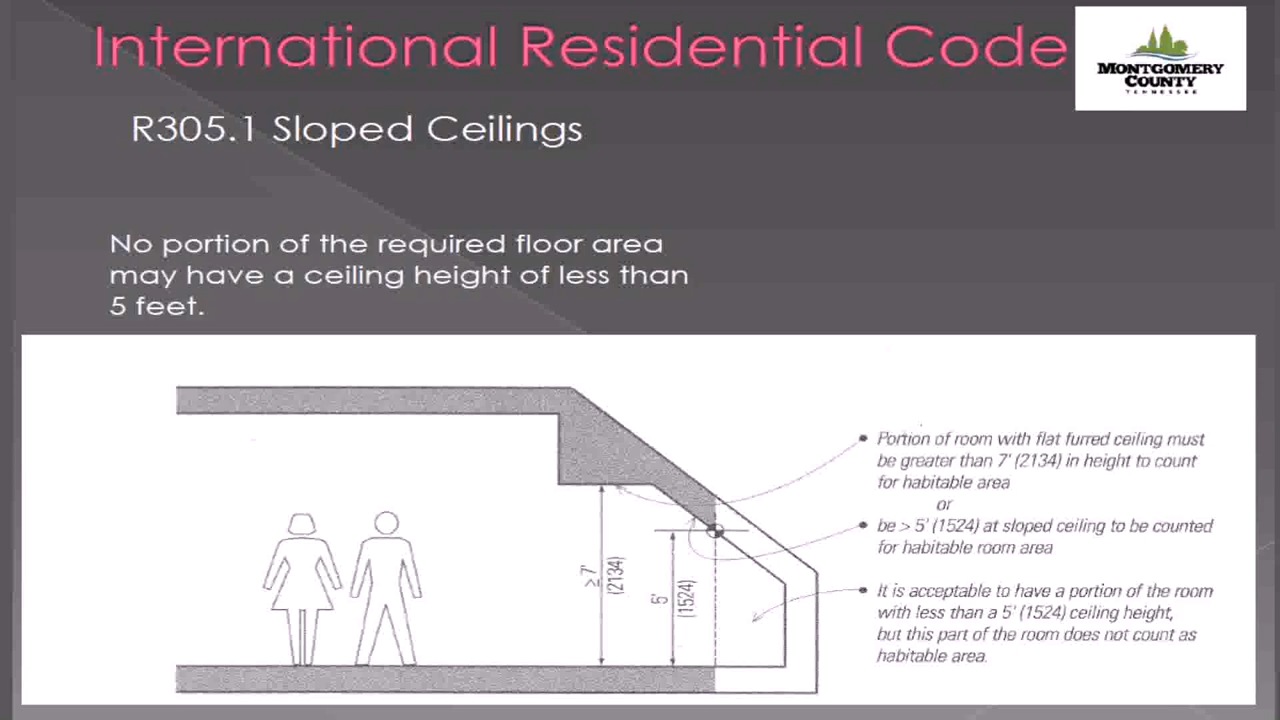 International Residential Code
MONTGOMERY
COUNTY
TENNESSEE
R305.1 Sloped Ceilings
No portion of the required floor area
may have a ceiling height of less than
5 feet.
Portion of room with flat furred ceiling must
be greater than 7' (2134) in height to count
for habitable area
or
be > 5' (1524) at sloped ceiling to be counted
for habitable room area
It is acceptable to have a portion of the room
with less than a 5' (1524) ceiling height,
but this part of the room does not count as
habitable area.
≥ 7'
(2134)
5'
(1524)